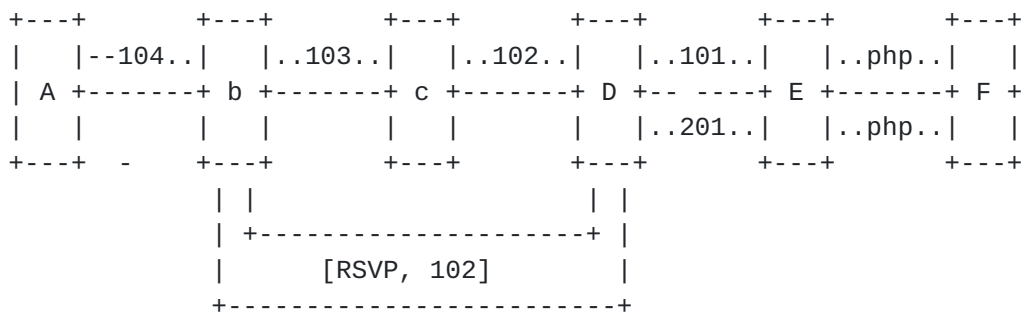 +---+       +---+       +---+       +---+       +---+       +---+
|   |--104..|   |..103..|   |..102..|   |..101..|   |..php..|   |
| A +-------+ b +-------+ c +-------+ D +-- ----+ E +-------+ F +
|   |       |   |       |   |       |   |..201..|   |..php..|   |
+---+  -    +---+       +---+       +---+       +---+       +---+
             | |                     | |
             | +---------------------+ |
             |      [RSVP, 102]        |
             +-------------------------+